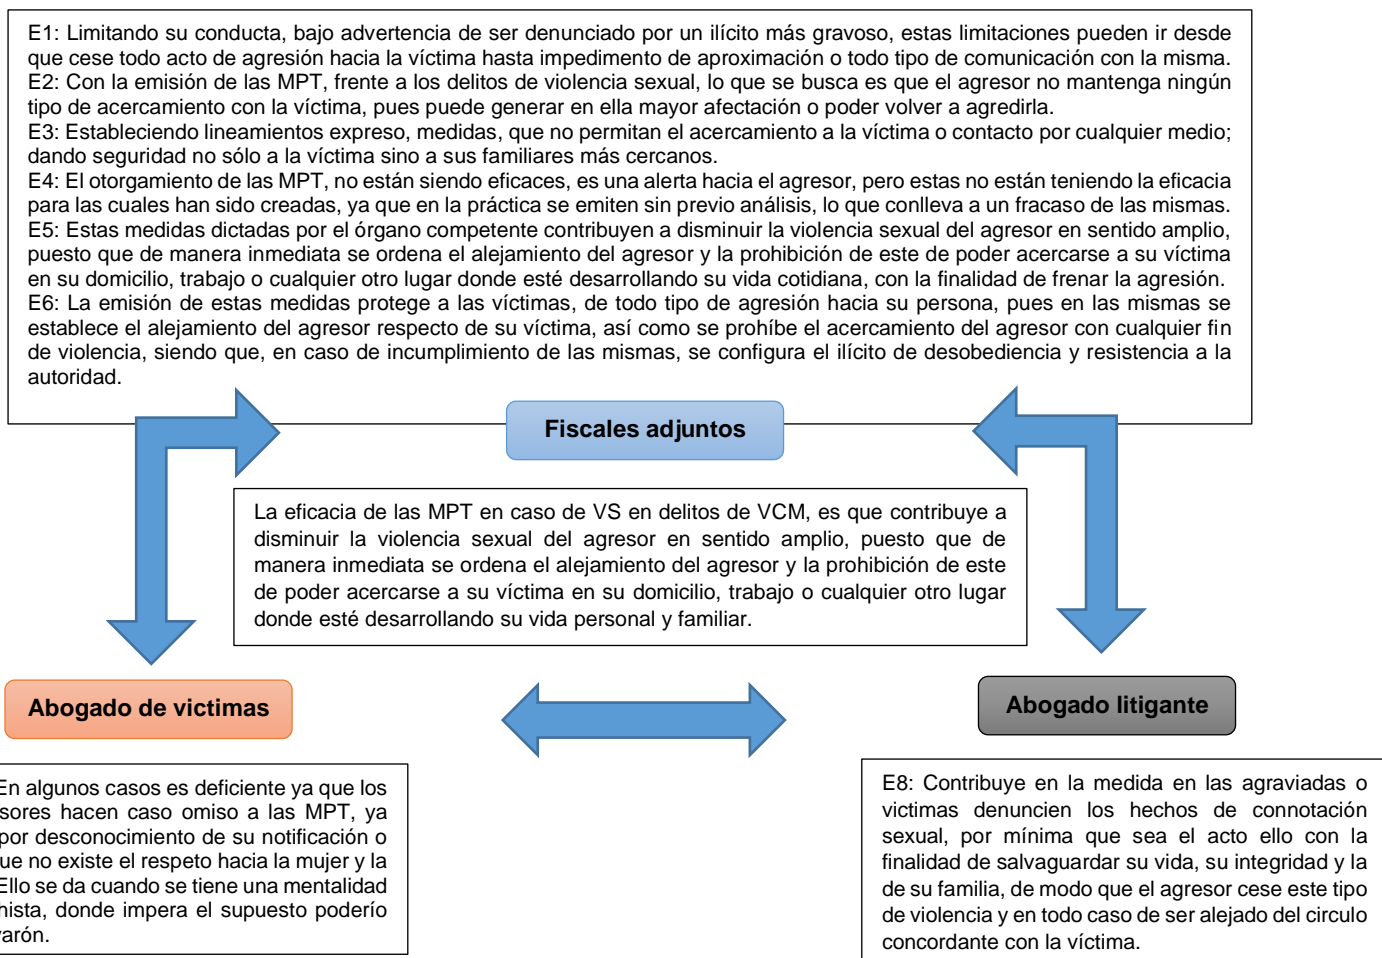 E1: Limitando su conducta, bajo advertencia de ser denunciado por un ilícito más gravoso, estas limitaciones pueden ir desde
que cese todo acto de agresión hacia la víctima hasta impedimento de aproximación o todo tipo de comunicación con la misma.
E2: Con la emisión de las MPT, frente a los delitos de violencia sexual, lo que se busca es que el agresor no mantenga ningún
tipo de acercamiento con la víctima, pues puede generar en ella mayor afectación o poder volver a agredirla.
E3: Estableciendo lineamientos expreso, medidas, que no permitan el acercamiento a la víctima o contacto por cualquier medio;
dando seguridad no sólo a la víctima sino a sus familiares más cercanos.
E4: El otorgamiento de las MPT, no están siendo eficaces, es una alerta hacia el agresor, pero estas no están teniendo la eficacia
para las cuales han sido creadas, ya que en la práctica se emiten sin previo análisis, lo que conlleva a un fracaso de las mismas.
E5: Estas medidas dictadas por el órgano competente contribuyen a disminuir la violencia sexual del agresor en sentido amplio,
puesto que de manera inmediata se ordena el alejamiento del agresor y la prohibición de este de poder acercarse a su víctima
en su domicilio, trabajo o cualquier otro lugar donde esté desarrollando su vida cotidiana, con la finalidad de frenar la agresión.
E6: La emisión de estas medidas protege a las víctimas, de todo tipo de agresión hacia su persona, pues en las mismas se
establece el alejamiento del agresor respecto de su víctima, así como se prohíbe el acercamiento del agresor con cualquier fin
de violencia, siendo que, en caso de incumplimiento de las mismas, se configura el ilícito de desobediencia y resistencia a la
autoridad.
Fiscales adjuntos
La eficacia de las MPT en caso de VS en delitos de VCM, es que contribuye a
disminuir la violencia sexual del agresor en sentido amplio, puesto que de
manera inmediata se ordena el alejamiento del agresor y la prohibición de este
de poder acercarse a su víctima en su domicilio, trabajo o cualquier otro lugar
donde esté desarrollando su vida personal y familiar.
Abogado de victimas
Abogado litigante
En algunos casos es deficiente ya que los
sores hacen caso omiso a las MPT, ya
por desconocimiento de su notificación o
ue no existe el respeto hacia la mujer y la
Ello se da cuando se tiene una mentalidad
hista, donde impera el supuesto poderío
varón.
E8: Contribuye en la medida en las agraviadas o
victimas denuncien los hechos de connotación
sexual, por mínima que sea el acto ello con la
finalidad de salvaguardar su vida, su integridad y la
de su familia, de modo que el agresor cese este tipo
de violencia y en todo caso de ser alejado del circulo
concordante con la víctima.